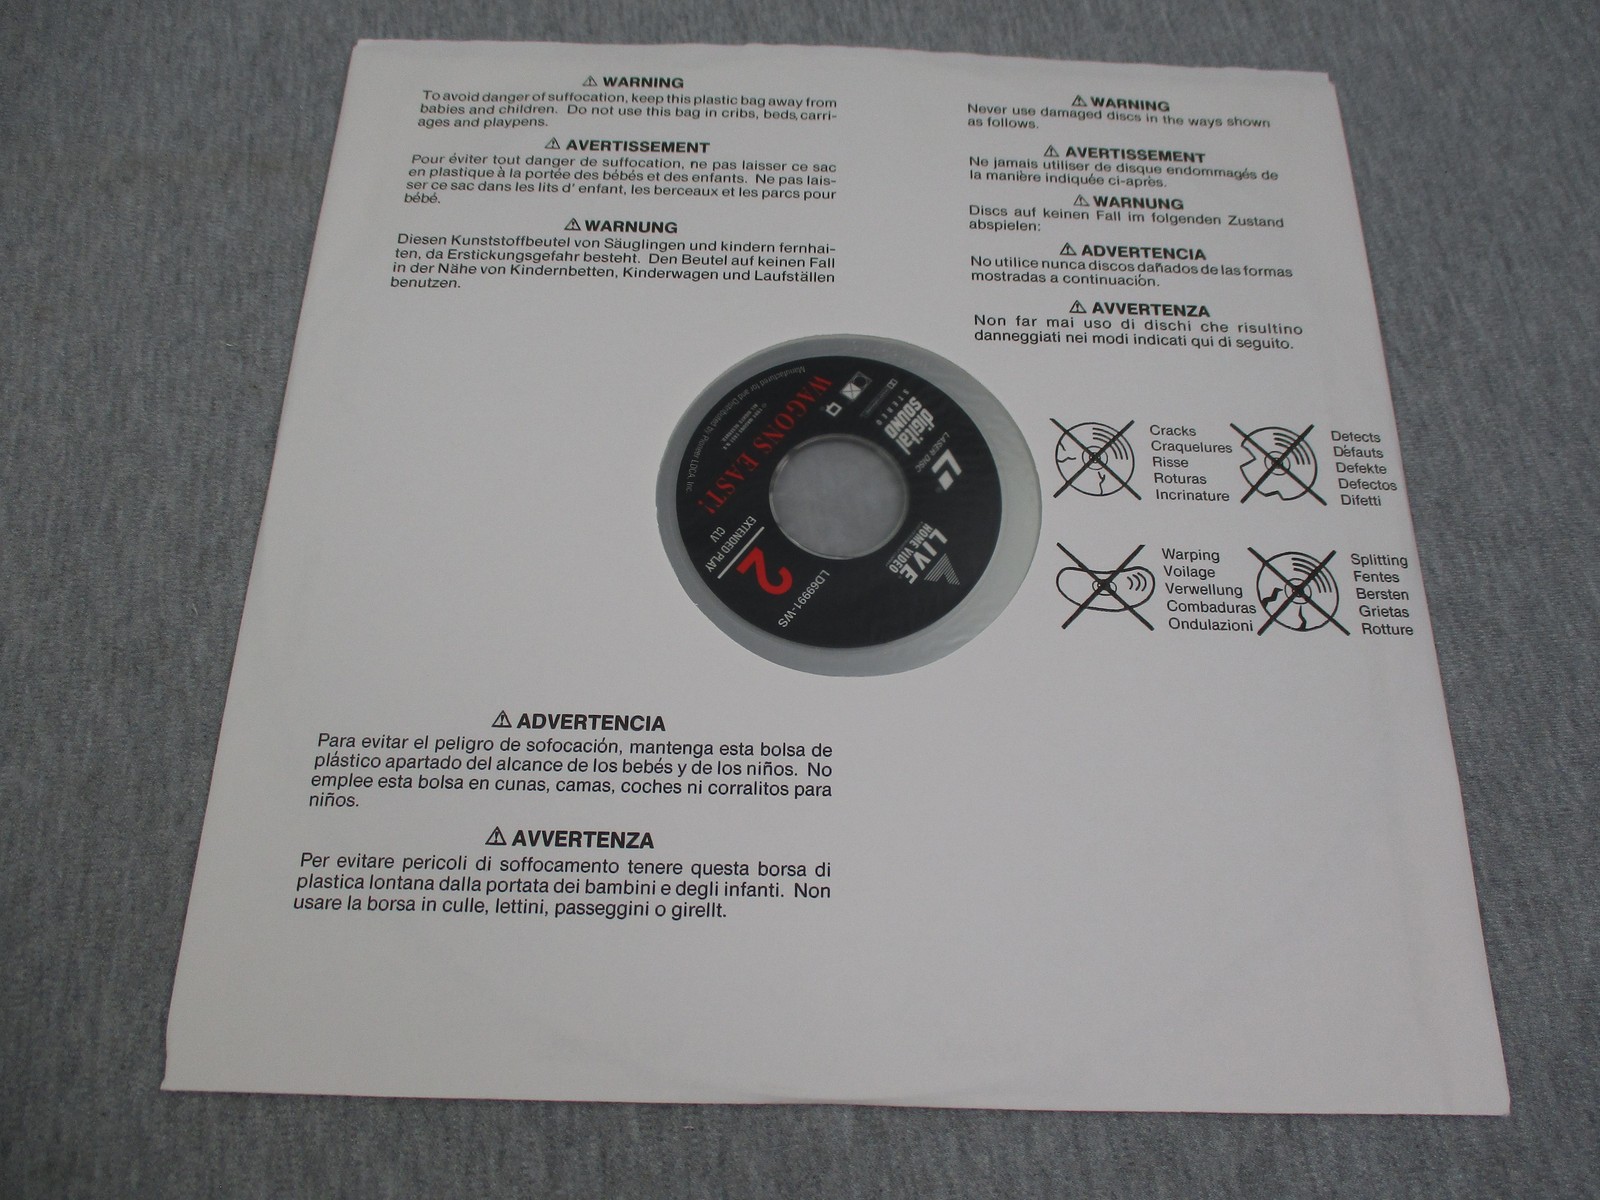 ⚠ WARNING
To avoid danger of suffocation, keep this plastic bag away from
babies and children. Do not use this bag in cribs, beds, carri-
ages and playpens.
⚠ AVERTISSEMENT
Pour éviter tout danger de suffocation, ne pas laisser ce sac
en plastique à la portée des bébés et des enfants. Ne pas lais-
ser ce sac dans les lits d' enfant, les berceaux et les parcs pour
bébé.
⚠ WARNUNG
Diesen Kunststoffbeutel von Säuglingen und kindern fernhai-
ten, da Erstickungsgefahr besteht. Den Beutel auf keinen Fall
in der Nähe von Kindernbetten, Kinderwagen und Laufställen
benutzen.
⚠ WARNING
Never use damaged discs in the ways shown
as follows.
⚠ AVERTISSEMENT
Ne jamais utiliser de disque endommagés de
la manière indiquée ci-après.
⚠ WARNUNG
Discs auf keinen Fall im folgenden Zustand
abspielen:
⚠ ADVERTENCIA
No utilice nunca discos dañados de las formas
mostradas a continuación.
⚠ AVVERTENZA
Non far mai uso di dischi che risultino
danneggiati nei modi indicati qui di seguito.
Cracks
Craquelures
Risse
Roturas
Incrinature
Defects
Défauts
Defekte
Defectos
Difetti
Warping
Voilage
Verwellung
Combaduras
Ondulazioni
Splitting
Fentes
Bersten
Grietas
Rotture
LIVE
HOME VIDEO
LASER DISC
digital
SOUND
STEREO
WAGONS EAST!
Manufactured for and Distributed by Pioneer LDCA, Inc.
EXTENDED PLAY
CLV
2
LD69991-WS
⚠ ADVERTENCIA
Para evitar el peligro de sofocación, mantenga esta bolsa de
plástico apartado del alcance de los bebés y de los niños. No
emplee esta bolsa en cunas, camas, coches ni corralitos para
niños.
⚠ AVVERTENZA
Per evitare pericoli di soffocamento tenere questa borsa di
plastica lontana dalla portata dei bambini e degli infanti. Non
usare la borsa in culle, lettini, passeggini o girellt.